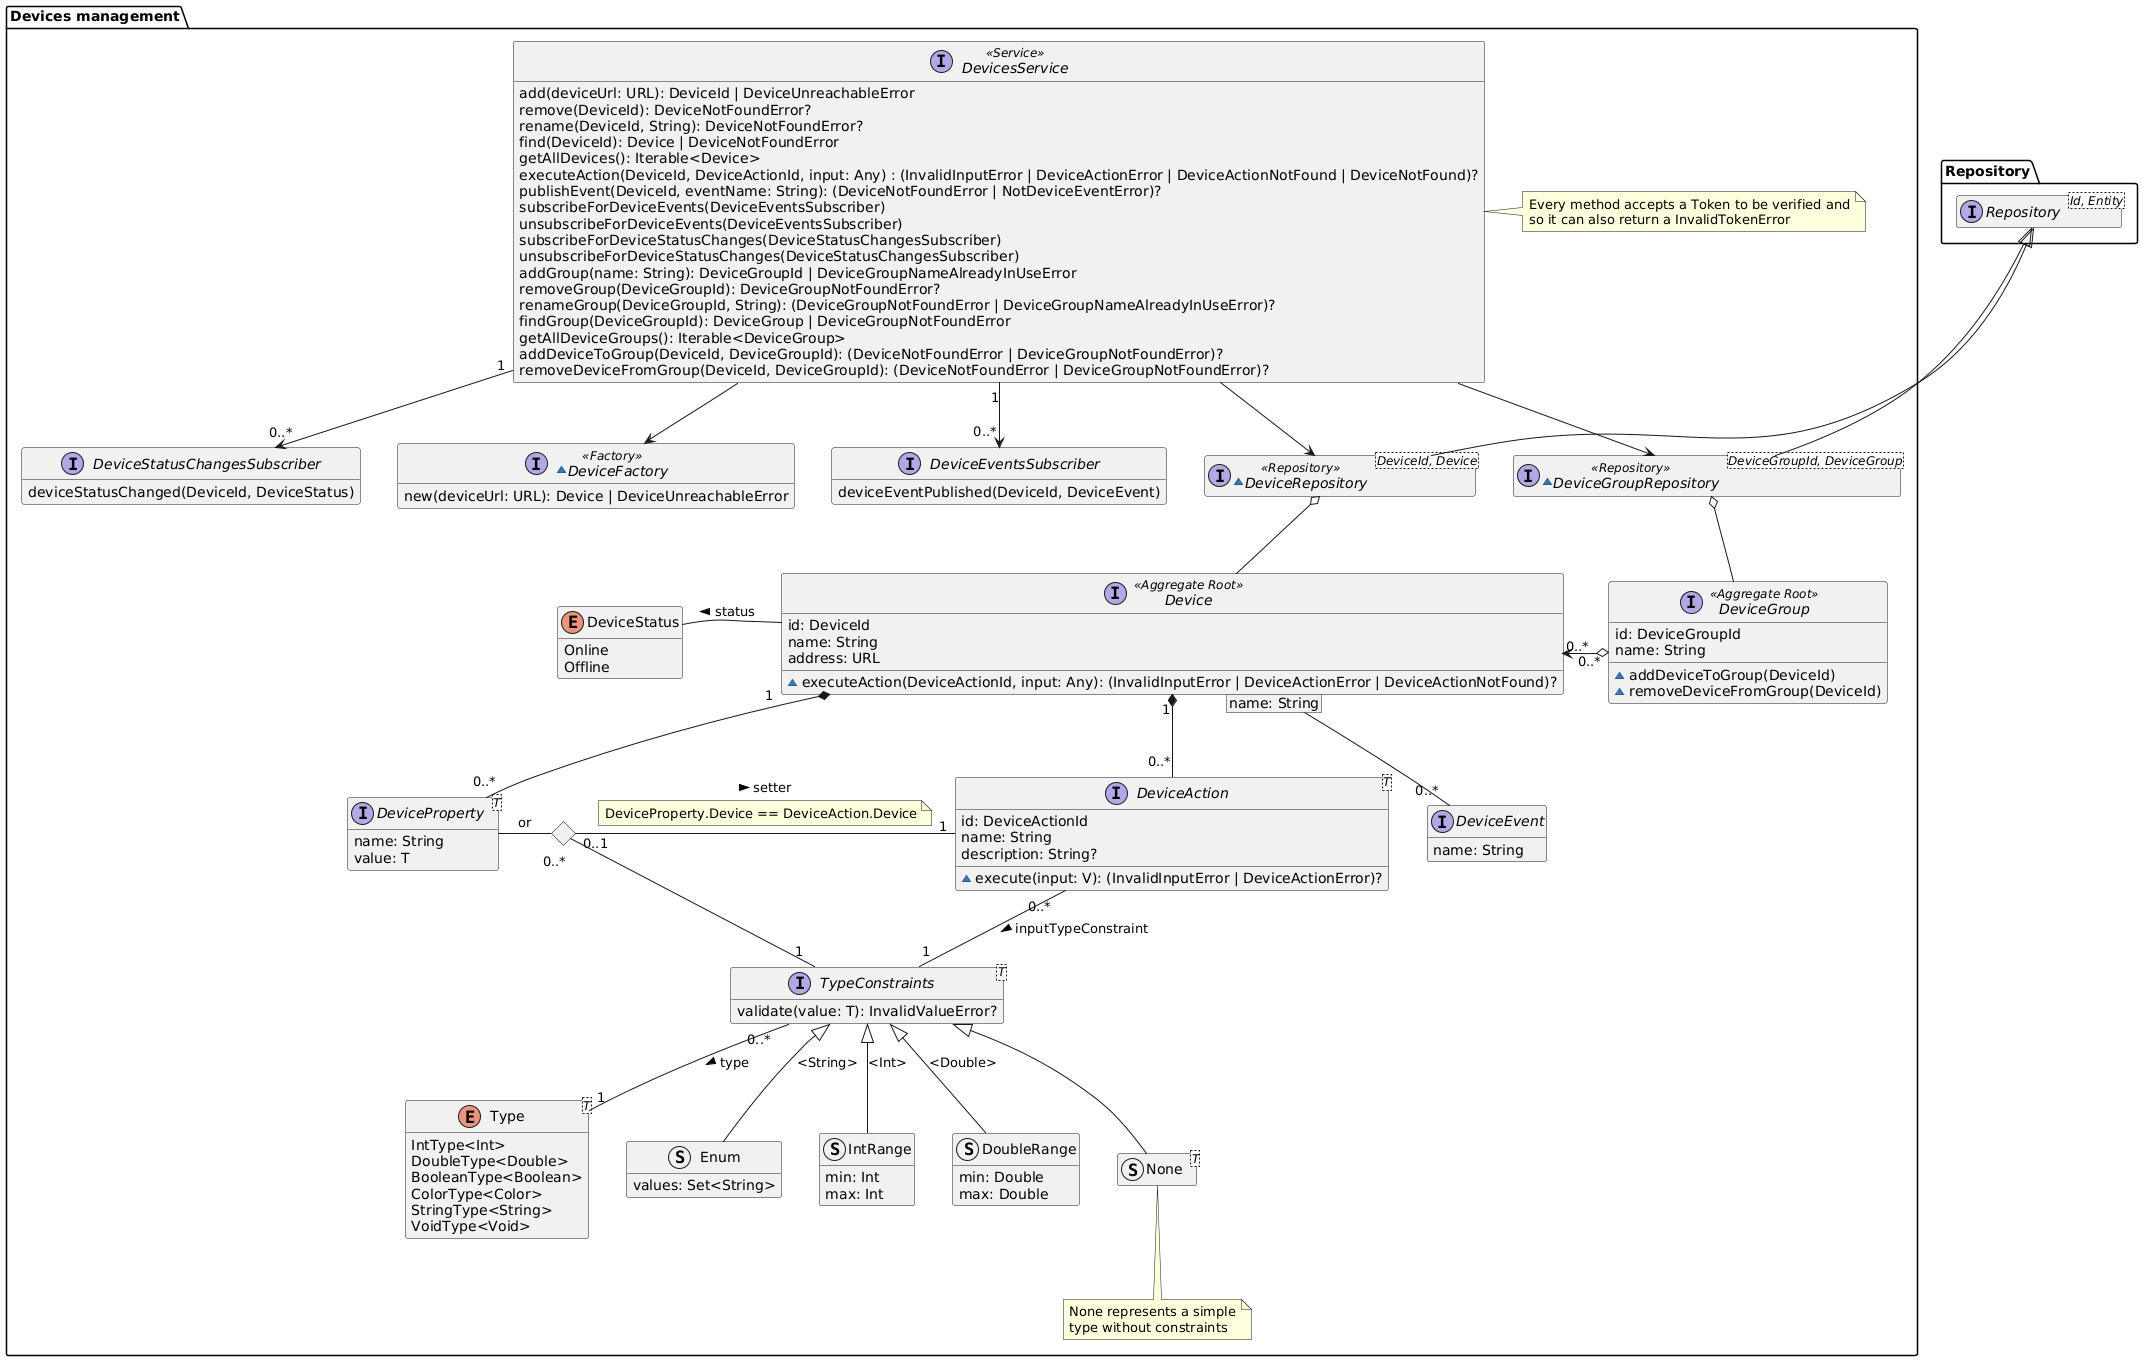 Devices management
«Service»
DevicesService
add(deviceUrl: URL): DeviceId | DeviceUnreachableError
remove(DeviceId): DeviceNotFoundError?
rename(DeviceId, String): DeviceNotFoundError?
find(DeviceId): Device | DeviceNotFoundError
getAllDevices(): Iterable<Device>
executeAction(DeviceId, DeviceActionId, input: Any) : (InvalidInputError | DeviceActionError | DeviceActionNotFound | DeviceNotFound)?
publishEvent(DeviceId, eventName: String): (DeviceNotFoundError | NotDeviceEventError)?
subscribeForDeviceEvents(DeviceEventsSubscriber)
unsubscribeForDeviceEvents(DeviceEventsSubscriber)
subscribeForDeviceStatusChanges(DeviceStatusChangesSubscriber)
unsubscribeForDeviceStatusChanges(DeviceStatusChangesSubscriber)
addGroup(name: String): DeviceGroupId | DeviceGroupNameAlreadyInUseError
removeGroup(DeviceGroupId): DeviceGroupNotFoundError?
renameGroup(DeviceGroupId, String): (DeviceGroupNotFoundError | DeviceGroupNameAlreadyInUseError)?
findGroup(DeviceGroupId): DeviceGroup | DeviceGroupNotFoundError
getAllDeviceGroups(): Iterable<DeviceGroup>
addDeviceToGroup(DeviceId, DeviceGroupId): (DeviceNotFoundError | DeviceGroupNotFoundError)?
removeDeviceFromGroup(DeviceId, DeviceGroupId): (DeviceNotFoundError | DeviceGroupNotFoundError)?
Every method accepts a Token to be verified and
so it can also return a InvalidTokenError
Repository
I Repository
Id, Entity
1
0..*
1
0..*
I DeviceStatusChangesSubscriber
deviceStatusChanged(DeviceId, DeviceStatus)
«Factory»
I DeviceFactory
new(deviceUrl: URL): Device | DeviceUnreachableError
I DeviceEventsSubscriber
deviceEventPublished(DeviceId, DeviceEvent)
«Repository»
I DeviceRepository
DeviceId, Device
«Repository»
I DeviceGroupRepository
DeviceGroupId, DeviceGroup
E DeviceStatus
Online
Offline
status
«Aggregate Root»
I Device
id: DeviceId
name: String
address: URL
executeAction(DeviceActionId, input: Any): (InvalidInputError | DeviceActionError | DeviceActionNotFound)?
0..*
0..*
«Aggregate Root»
I DeviceGroup
id: DeviceGroupId
name: String
addDeviceToGroup(DeviceId)
removeDeviceFromGroup(DeviceId)
1
1
name: String
0..*
0..*
0..*
I DeviceProperty
T
name: String
value: T
or
setter
DeviceProperty.Device == DeviceAction.Device
0..1
1
0..*
I DeviceAction
T
id: DeviceActionId
name: String
description: String?
execute(input: V): (InvalidInputError | DeviceActionError)?
I DeviceEvent
name: String
0..*
inputTypeConstraint
1
1
I TypeConstraints
T
validate(value: T): InvalidValueError?
0..*
type
1
<String>
<Int>
<Double>
E Type
T
IntType<Int>
DoubleType<Double>
BooleanType<Boolean>
ColorType<Color>
StringType<String>
VoidType<Void>
S Enum
values: Set<String>
S IntRange
min: Int
max: Int
S DoubleRange
min: Double
max: Double
S None
T
None represents a simple
type without constraints